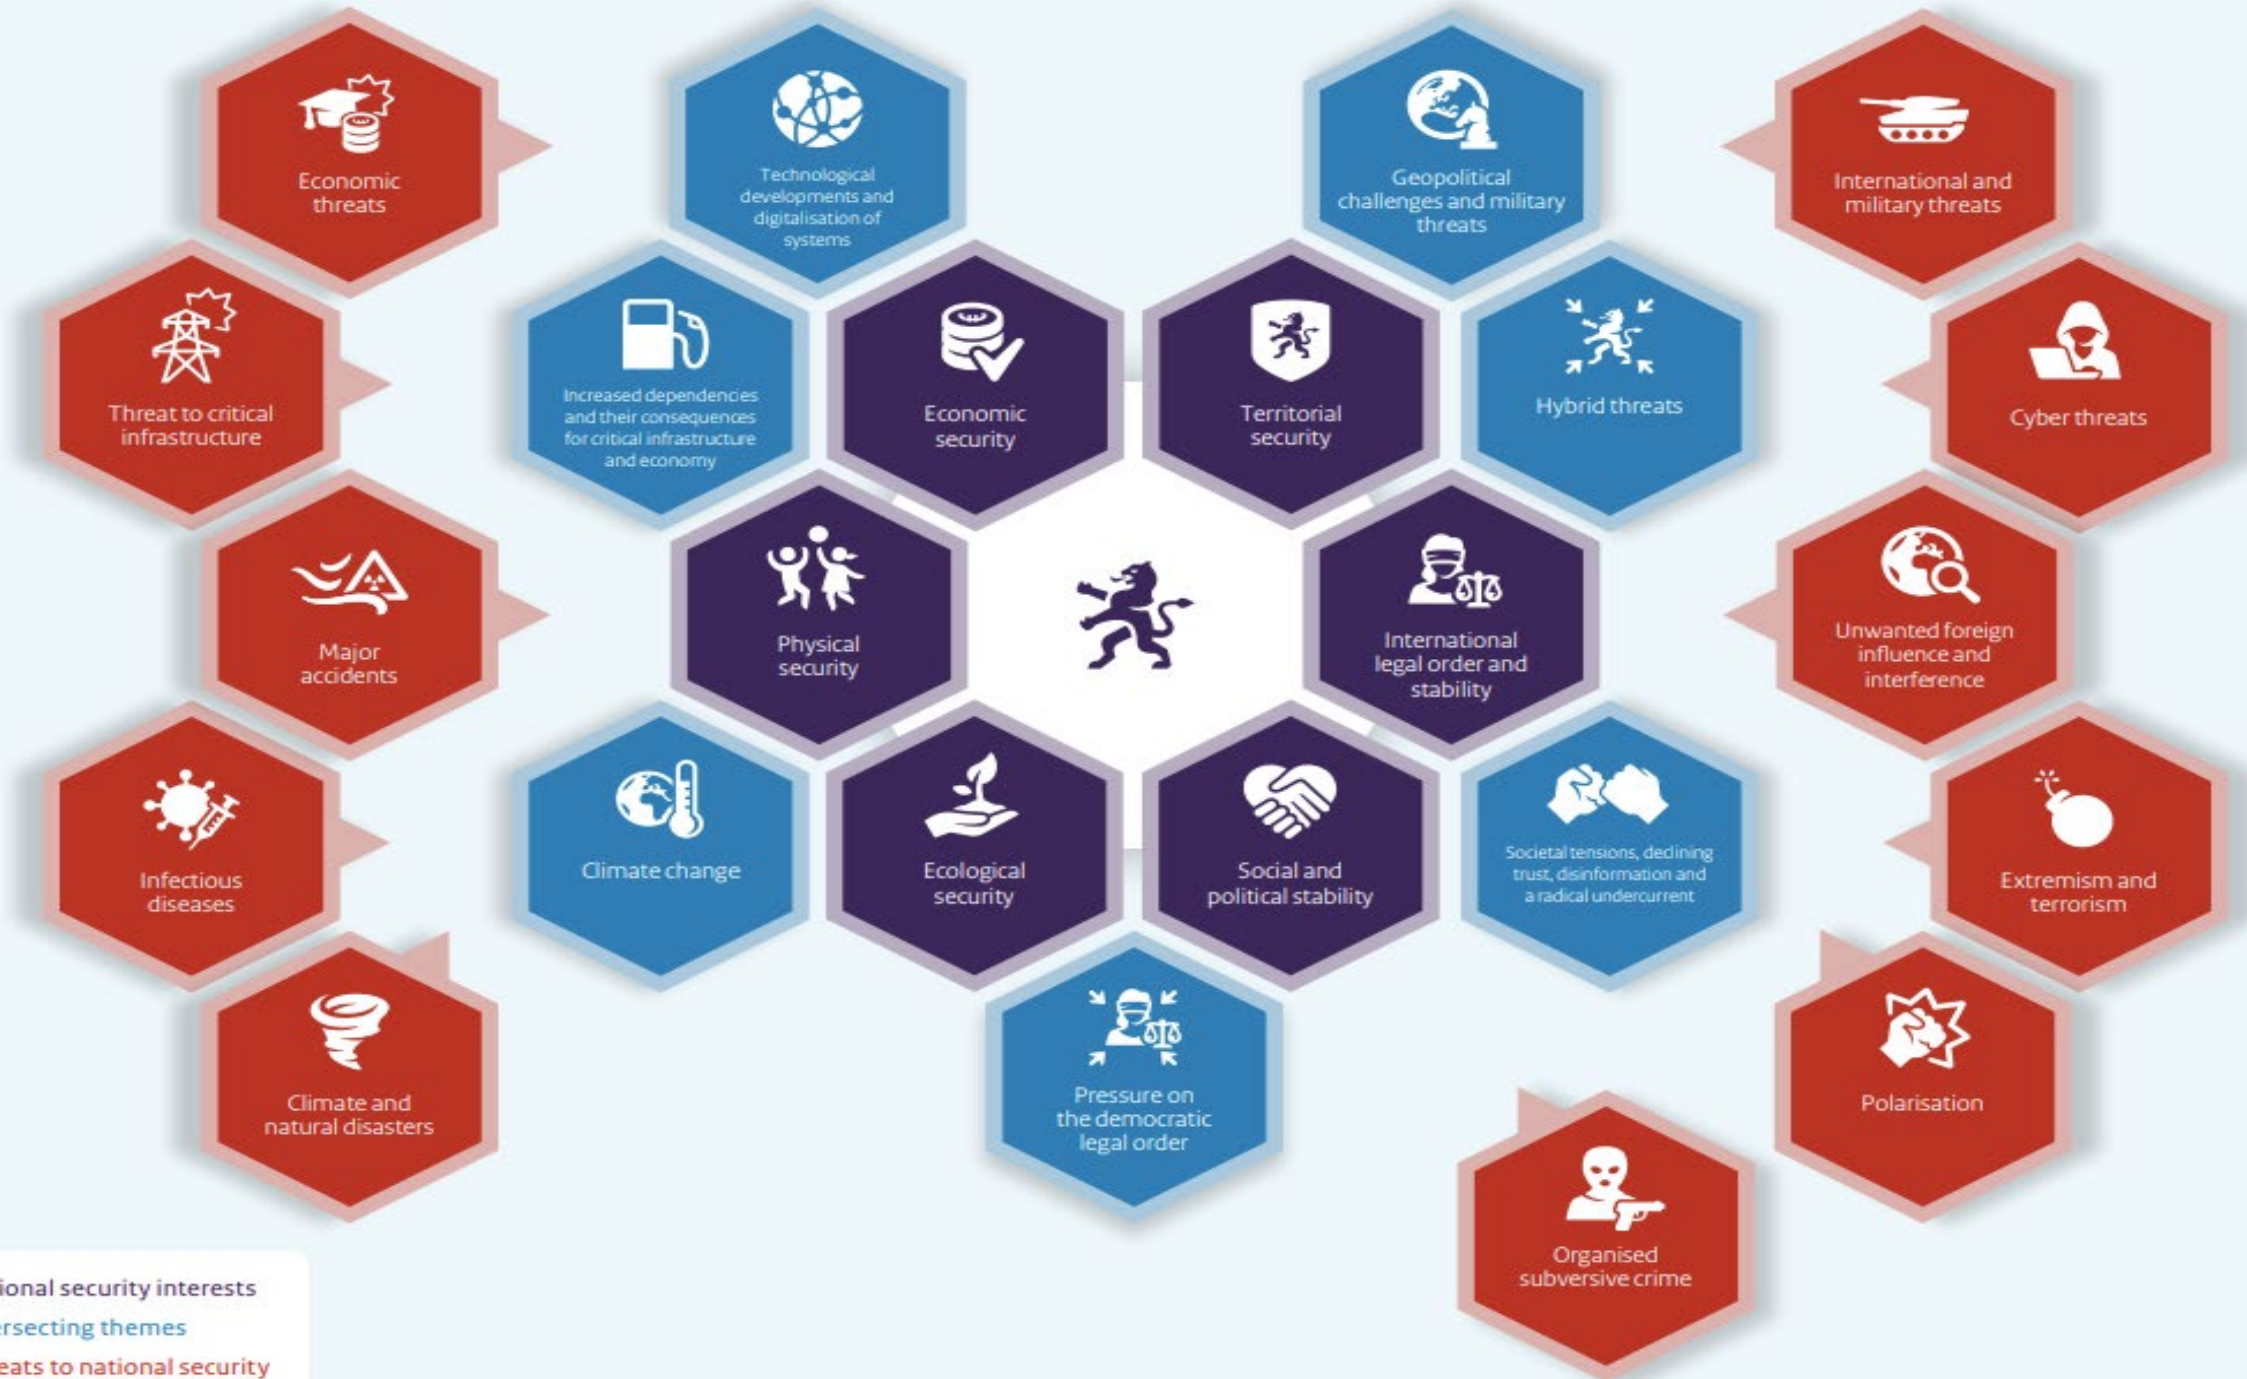 Economic
threats
Technological
developments and
digitalisation of
systems
Geopolitical
challenges and military
threats
International and
military threats
Threat to critical
infrastructure
Increased dependencies
and their consequences
for critical infrastructure
and economy
Economic
security
Territorial
security
Hybrid threats
Cyber threats
Major
accidents
Physical
security
International
legal order and
stability
Unwanted foreign
influence and
interference
Infectious
diseases
Climate change
Ecological
security
Social and
political stability
Societal tensions, declining
trust, disinformation and
a radical undercurrent
Extremism and
terrorism
Climate and
natural disasters
Pressure on
the democratic
legal order
Polarisation
Organised
subversive crime
ional security interests
ersecting themes
eats to national security